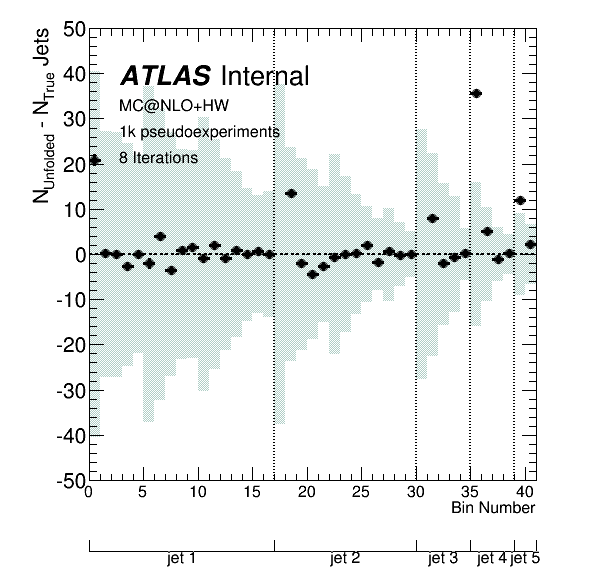 N_Unfolded - N_True Jets
50
40
30
20
10
0
-10
-20
-30
-40
-50
ATLAS Internal
MC@NLO+HW
1k pseudoexperiments
8 Iterations
0 5 10 15 20 25 30 35 40
Bin Number
jet 1 jet 2 jet 3 jet 4 jet 5